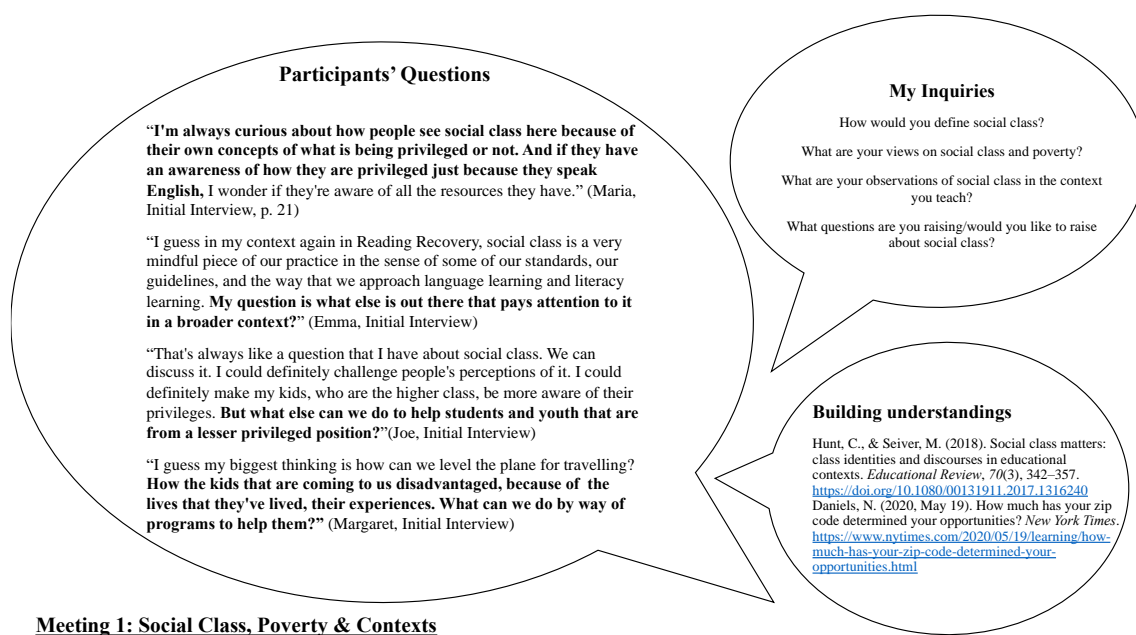 Participants' Questions
“I'm always curious about how people see social class here because of
their own concepts of what is being privileged or not. And if they have
an awareness of how they are privileged just because they speak
English, I wonder if they're aware of all the resources they have.” (Maria,
Initial Interview, p. 21)
“I guess in my context again in Reading Recovery, social class is a very
mindful piece of our practice in the sense of some of our standards, our
guidelines, and the way that we approach language learning and literacy
learning. My question is what else is out there that pays attention to it
in a broader context?” (Emma, Initial Interview)
“That's always like a question that I have about social class. We can
discuss it. I could definitely challenge people's perceptions of it. I could
definitely make my kids, who are the higher class, be more aware of their
privileges. But what else can we do to help students and youth that are
from a lesser privileged position?”(Joe, Initial Interview)
“I guess my biggest thinking is how can we level the plane for travelling?
How the kids that are coming to us disadvantaged, because of the
lives that they've lived, their experiences. What can we do by way of
programs to help them?” (Margaret, Initial Interview)
My Inquiries
How would you define social class?
What are your views on social class and poverty?
What are your observations of social class in the context
you teach?
What questions are you raising/would you like to raise
about social class?
Building understandings
Hunt, C., & Seiver, M. (2018). Social class matters:
class identities and discourses in educational
contexts. Educational Review, 70(3), 342–357.
https://doi.org/10.1080/00131911.2017.1316240
Daniels, N. (2020, May 19). How much has your zip
code determined your opportunities? New York Times.
https://www.nytimes.com/2020/05/19/learning/how-
much-has-your-zip-code-determined-your-
opportunities.html
Meeting 1: Social Class, Poverty & Contexts